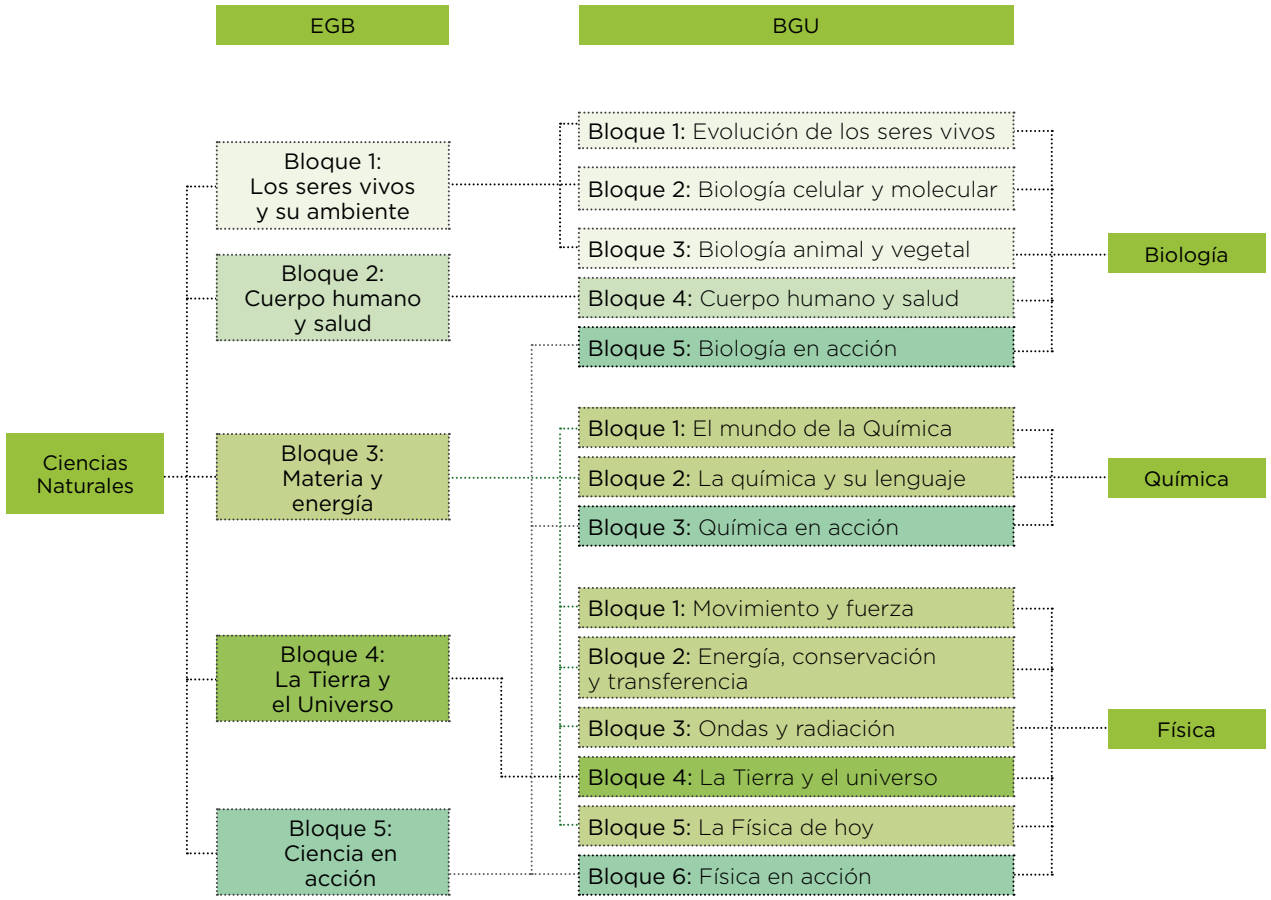 EGB
BGU
Ciencias
Naturales
Bloque 1:
Los seres vivos
y su ambiente
Bloque 2:
Cuerpo humano
y salud
Bloque 3:
Materia y
energía
Bloque 4:
La Tierra y
el Universo
Bloque 5:
Ciencia en
acción
Bloque 1: Evolución de los seres vivos
Bloque 2: Biología celular y molecular
Bloque 3: Biología animal y vegetal
Bloque 4: Cuerpo humano y salud
Bloque 5: Biología en acción
Bloque 1: El mundo de la Química
Bloque 2: La química y su lenguaje
Bloque 3: Química en acción
Bloque 1: Movimiento y fuerza
Bloque 2: Energía, conservación
y transferencia
Bloque 3: Ondas y radiación
Bloque 4: La Tierra y el universo
Bloque 5: La Física de hoy
Bloque 6: Física en acción
Biología
Química
Física